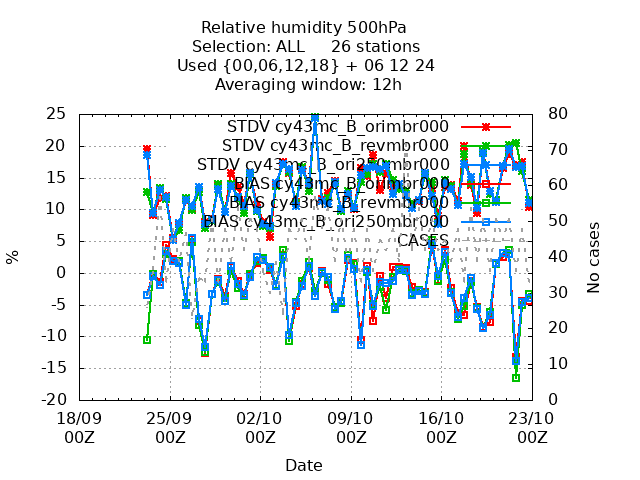 Relative humidity 500hPa
Selection: ALL 26 stations
Used {00,06,12,18} + 06 12 24
Averaging window: 12h
STDV cy43mc_B_orimbr000
STDV cy43mc_B_revmbr000
STDV cy43mc_B_ori250mbr000
BIAS cy43mc_B_orimbr000
BIAS cy43mc_B_revmbr000
BIAS cy43mc_B_ori250mbr000
CASES
25
20
15
10
5
0
-5
-10
-15
-20
%
80
70
60
50
40
30
20
10
0
No cases
18/09 25/09 02/10 09/10 16/10 23/10
00Z 00Z 00Z 00Z 00Z 00Z
Date